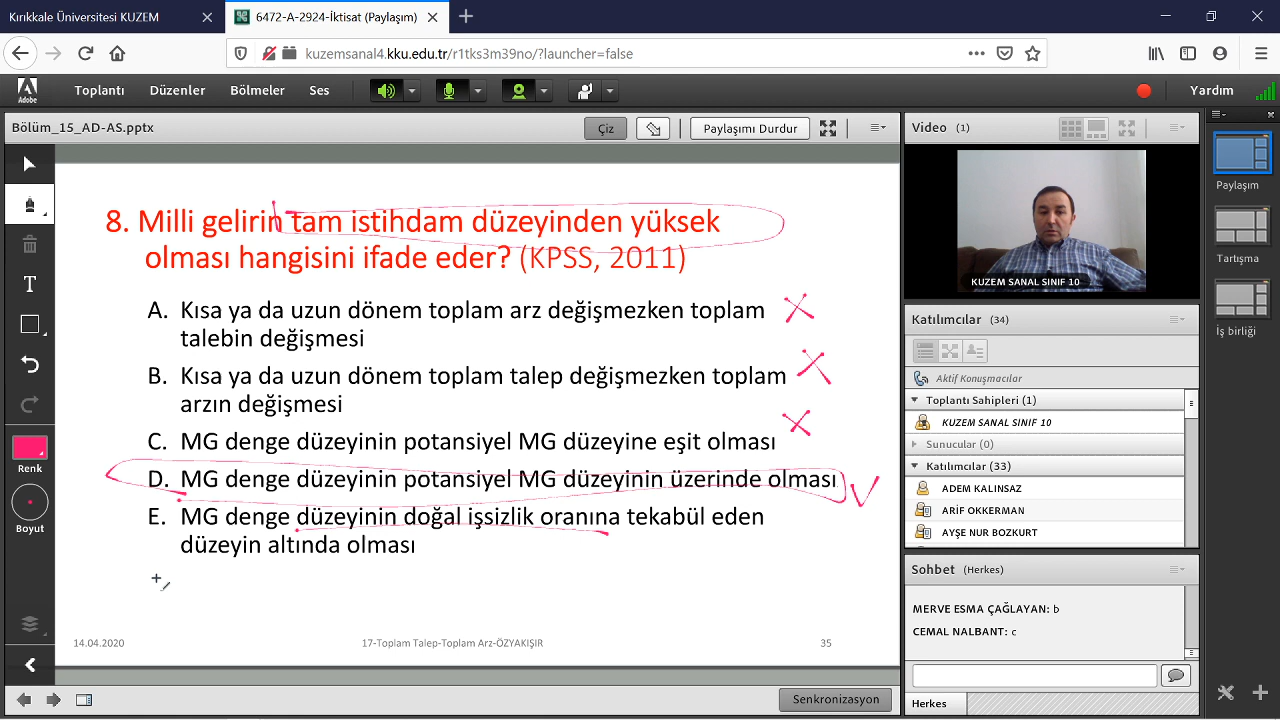 Kırıkkale Üniversitesi KUZEM
6472-A-2924-İktisat (Paylaşım)
kuzemsanal4.kku.edu.tr/r1tks3m39no/?launcher=false
Adobe
Toplantı
Düzenler
Bölmeler
Ses
Yardım
Bölüm_15_AD-AS.pptx
Çiz
Paylaşımı Durdur
8. Milli gelirin tam istihdam düzeyinden yüksek
olması hangisini ifade eder? (KPSS, 2011)
A. Kısa ya da uzun dönem toplam arz değişmezken toplam
talebin değişmesi
B. Kısa ya da uzun dönem toplam talep değişmezken toplam
arzın değişmesi
C. MG denge düzeyinin potansiyel MG düzeyine eşit olması
D. MG denge düzeyinin potansiyel MG düzeyinin üzerinde olması
E. MG denge düzeyinin doğal işsizlik oranına tekabül eden
düzeyin altında olması
14.04.2020
17-Toplam Talep-Toplam Arz-ÖZYAKIŞIR
35
Renk
Boyut
Senkronizasyon
Video (1)
KUZEM SANAL SINIF 10
Katılımcılar (34)
Aktif Konuşmacılar
Toplantı Sahipleri (1)
KUZEM SANAL SINIF 10
Sunucular (0)
Katılımcılar (33)
ADEM KALINSAZ
ARİF OKKERMAN
AYŞE NUR BOZKURT
Sohbet (Herkes)
MERVE ESMA ÇAĞLAYAN: b
CEMAL NALBANT: c
Herkes
Paylaşım
Tartışma
İş birliği